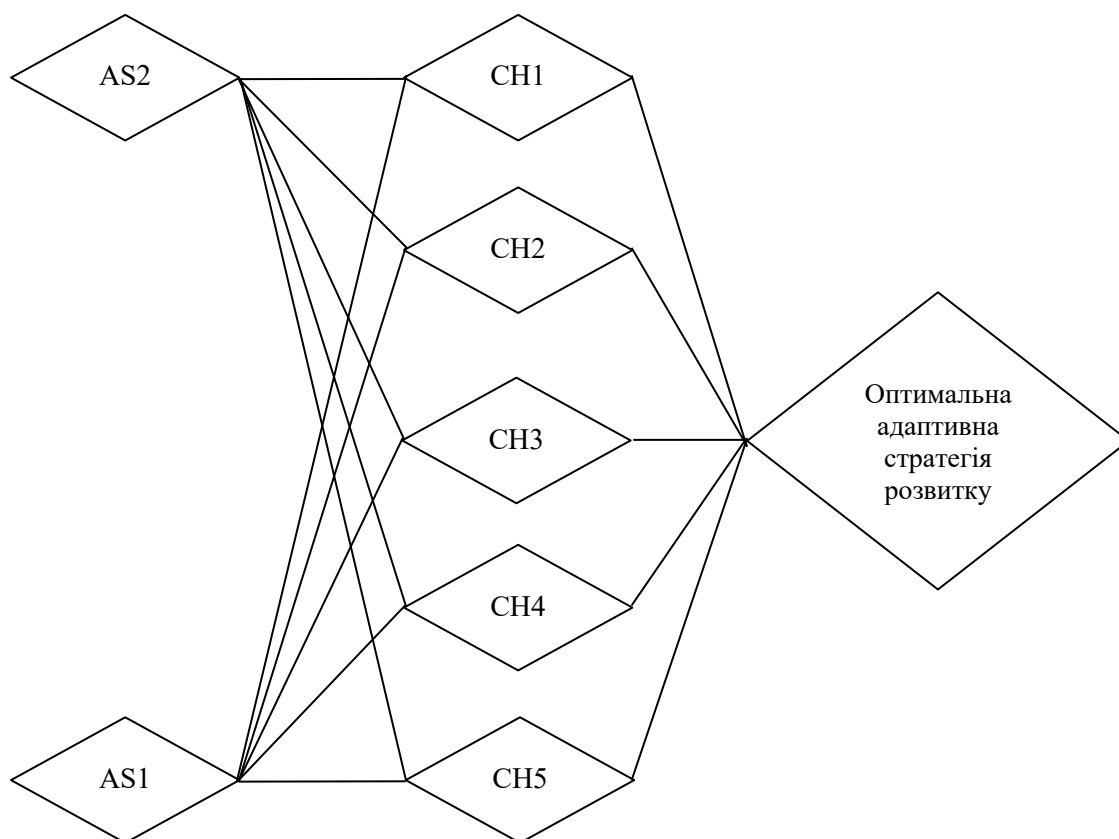 AS2
CH1
CH2
CH3
CH4
AS1
CH5
Оптимальна
адаптивна
стратегія
розвитку